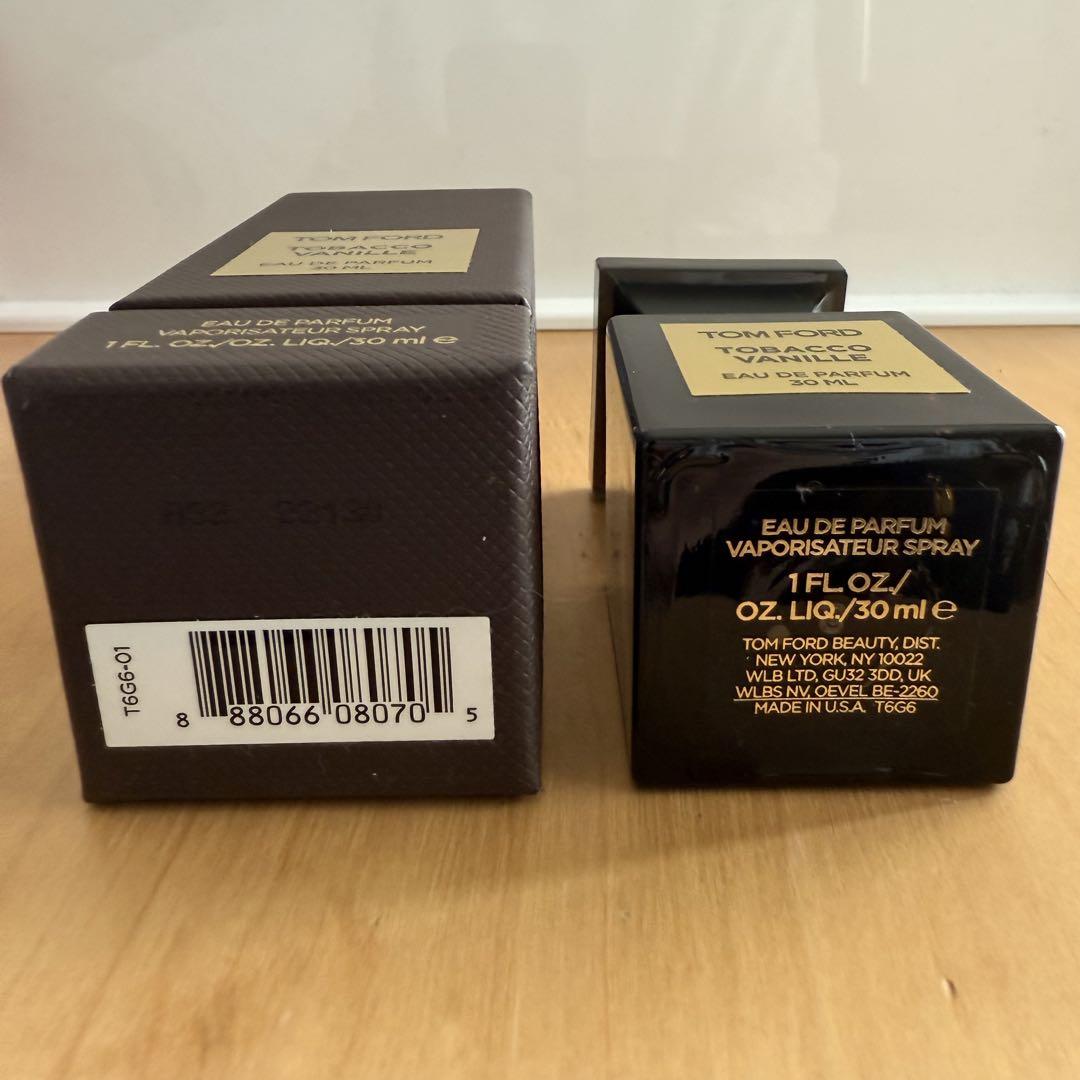 TOM FORD
TOBACCO
VANILLE
EAU DE PARFUM
30 ML
EAU DE PARFUM
VAPORISATEUR SPRAY
1 FL. OZ./OZ. LIQ./30 ml e
T6G6-01
8 88066 08070 5
TOM FORD
TOBACCO
VANILLE
EAU DE PARFUM
30 ML
EAU DE PARFUM
VAPORISATEUR SPRAY
1 FL. OZ./
OZ. LIQ./30 ml e
TOM FORD BEAUTY, DIST.
NEW YORK, NY 10022
WLB LTD, GU32 3DD, UK
WLBS NV, OEVEL BE-2260
MADE IN U.S.A. T6G6